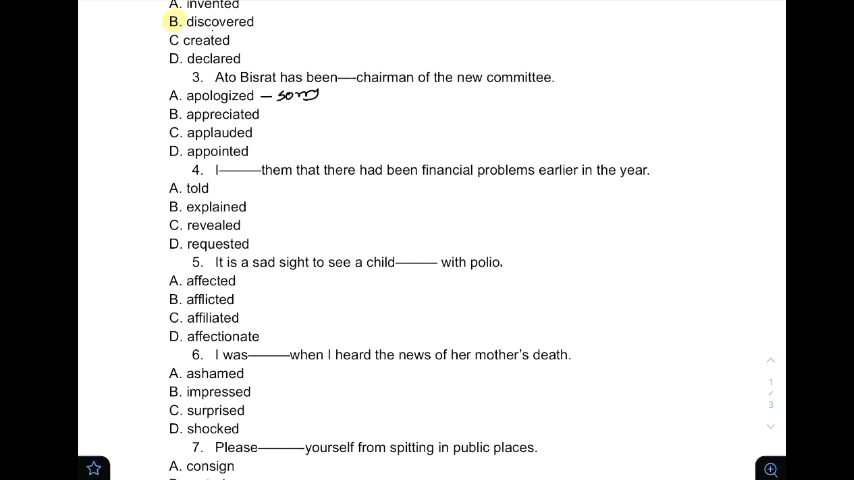 A. invented
B. discovered
C created
D. declared
3. Ato Bisrat has been—–chairman of the new committee.
A. apologized – sorry
B. appreciated
C. applauded
D. appointed
4. I———them that there had been financial problems earlier in the year.
A. told
B. explained
C. revealed
D. requested
5. It is a sad sight to see a child——— with polio.
A. affected
B. afflicted
C. affiliated
D. affectionate
6. I was———when I heard the news of her mother's death.
A. ashamed
B. impressed
C. surprised
D. shocked
7. Please———–yourself from spitting in public places.
A. consign
1
/
3